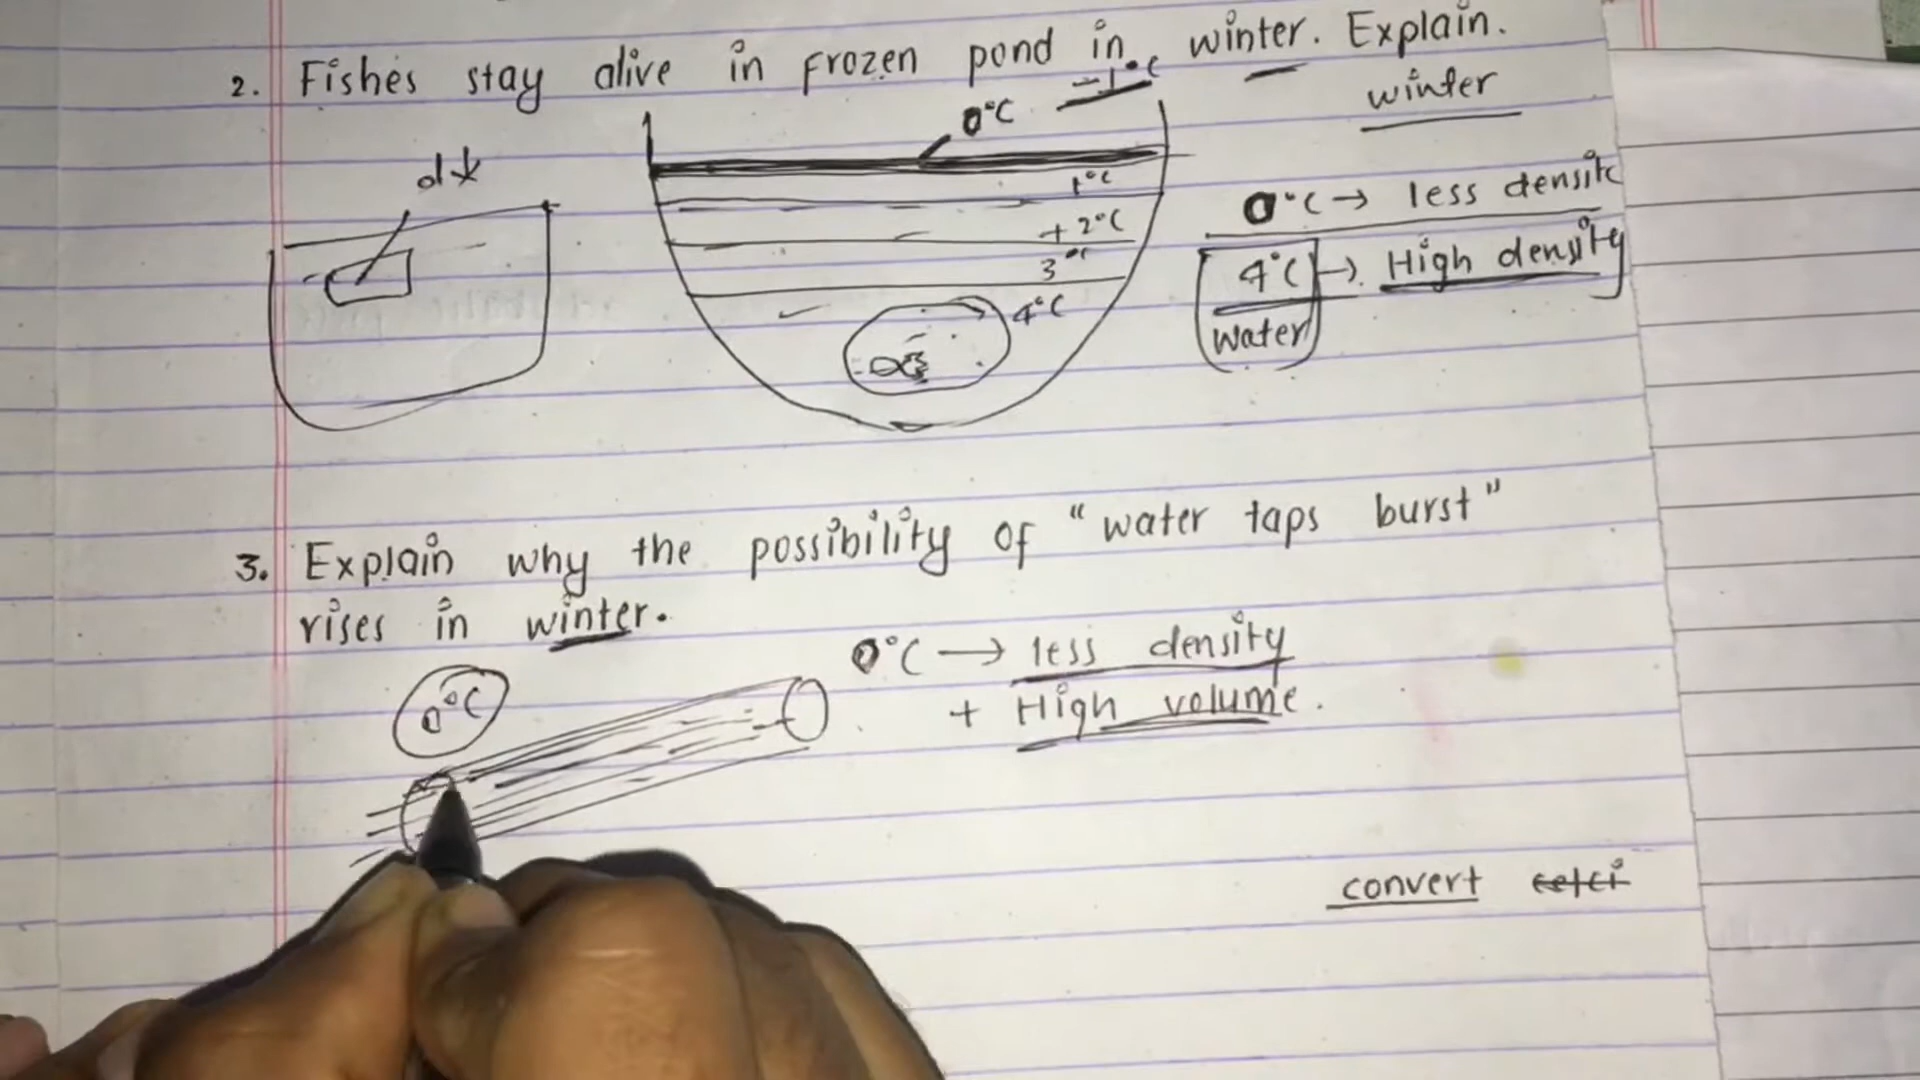 2. Fishes stay alive in frozen pond in winter. Explain.
-1°C
winter
0°C
1°C
+ 2°C
3°C
4°C
0°C → less densit
4°C → High density
water
3. Explain why the possibility of "water taps burst"
rises in winter.
0°C
0°C → less density
+ High volume.
convert